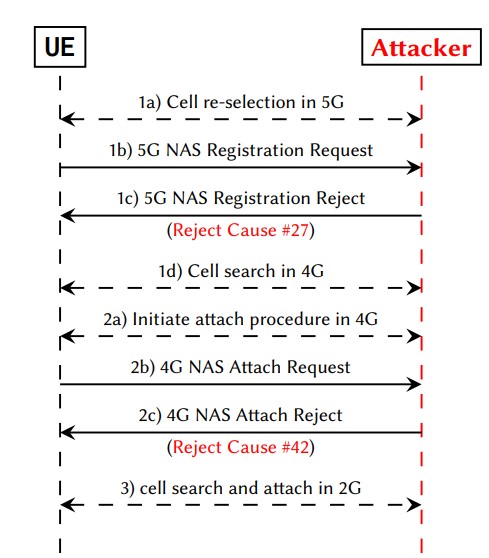 UE
Attacker
1a) Cell re-selection in 5G
1b) 5G NAS Registration Request
1c) 5G NAS Registration Reject
(Reject Cause #27)
1d) Cell search in 4G
2a) Initiate attach procedure in 4G
2b) 4G NAS Attach Request
2c) 4G NAS Attach Reject
(Reject Cause #42)
3) cell search and attach in 2G